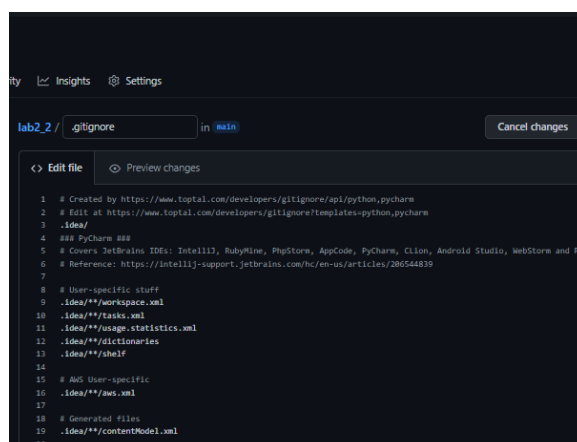 ity Insights Settings
lab2_2 / .gitignore in main Cancel changes
<> Edit file Preview changes
1 # Created by https://www.toptal.com/developers/gitignore/api/python,pycharm
2 # Edit at https://www.toptal.com/developers/gitignore?templates=python,pycharm
3 .idea/
4 ### PyCharm ###
5 # Covers JetBrains IDEs: IntelliJ, RubyMine, PhpStorm, AppCode, PyCharm, CLion, Android Studio, WebStorm and
6 # Reference: https://intellij-support.jetbrains.com/hc/en-us/articles/206544839
7
8 # User-specific stuff
9 .idea/**/workspace.xml
10 .idea/**/tasks.xml
11 .idea/**/usage.statistics.xml
12 .idea/**/dictionaries
13 .idea/**/shelf
14
15 # AWS User-specific
16 .idea/**/aws.xml
17
18 # Generated files
19 .idea/**/contentModel.xml